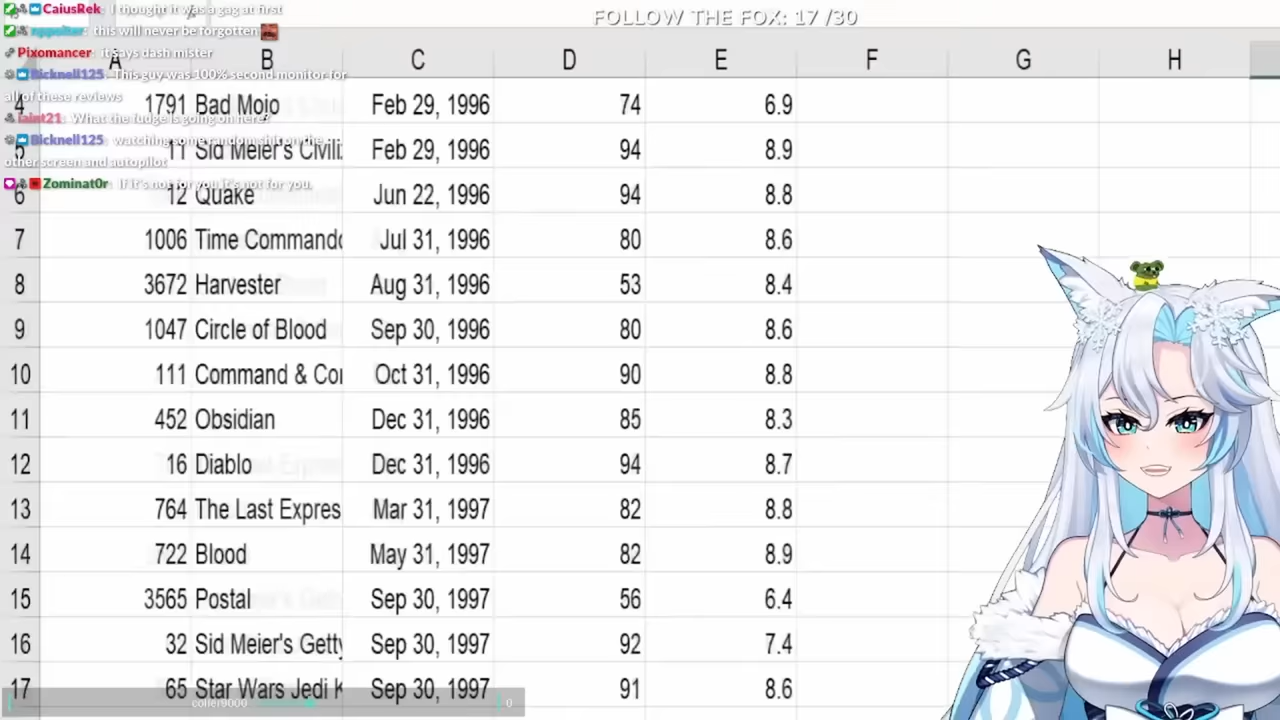 FOLLOW THE FOX: 17 /30
CaiusRek: I thought it was a gag at first
nppolter: this will never be forgotten
Pixomancer: it says dash mister
Bicknell125: This guy was 100% second monitor for
all of these reviews
aint21: What the fudge is going on here?
Bicknell125: watching some random shit on the
other screen and autopilot
Zominat0r: If it's not for you it's not for you.
A B C D E F G H
4 1791 Bad Mojo Feb 29, 1996 74 6.9
5 11 Sid Meier's Civili Feb 29, 1996 94 8.9
6 12 Quake Jun 22, 1996 94 8.8
7 1006 Time Commando Jul 31, 1996 80 8.6
8 3672 Harvester Aug 31, 1996 53 8.4
9 1047 Circle of Blood Sep 30, 1996 80 8.6
10 111 Command & Con Oct 31, 1996 90 8.8
11 452 Obsidian Dec 31, 1996 85 8.3
12 16 Diablo Dec 31, 1996 94 8.7
13 764 The Last Expres Mar 31, 1997 82 8.8
14 722 Blood May 31, 1997 82 8.9
15 3565 Postal Sep 30, 1997 56 6.4
16 32 Sid Meier's Getty Sep 30, 1997 92 7.4
17 65 Star Wars Jedi K Sep 30, 1997 91 8.6
coller9000 0